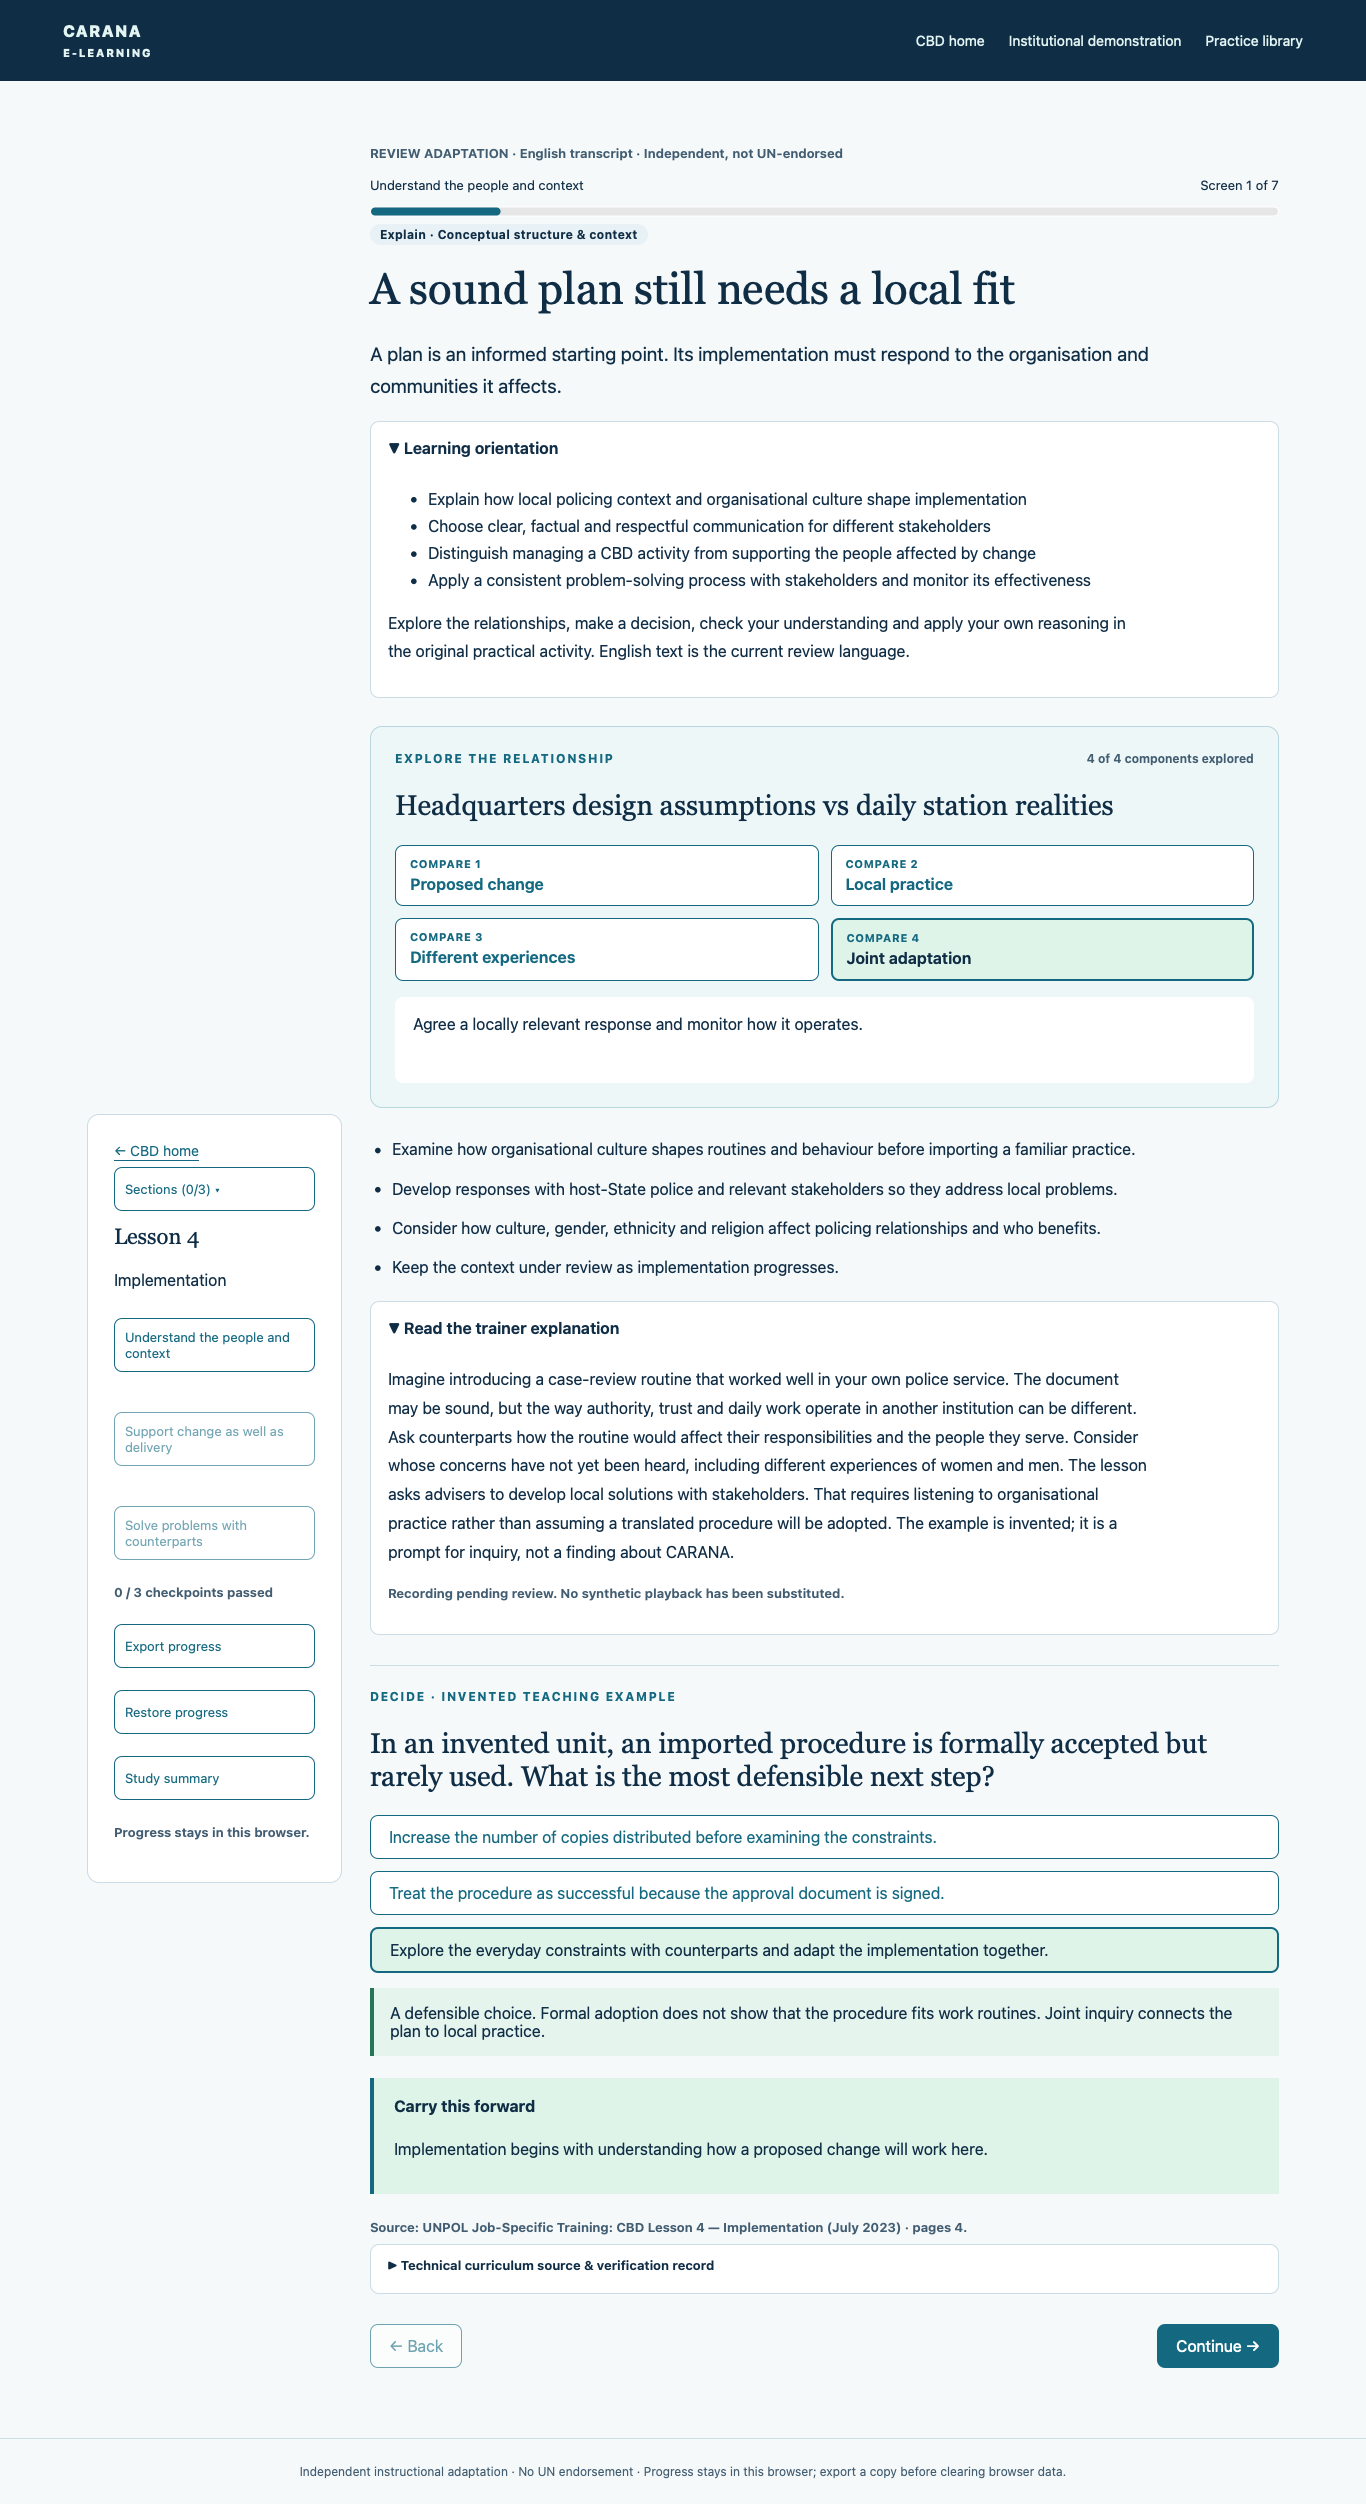 CARANA
E-LEARNING
CBD home
Institutional demonstration
Practice library
REVIEW ADAPTATION · English transcript · Independent, not UN-endorsed
Understand the people and context
Screen 1 of 7
Explain · Conceptual structure & context
A sound plan still needs a local fit
A plan is an informed starting point. Its implementation must respond to the organisation and
communities it affects.
▼ Learning orientation
• Explain how local policing context and organisational culture shape implementation
• Choose clear, factual and respectful communication for different stakeholders
• Distinguish managing a CBD activity from supporting the people affected by change
• Apply a consistent problem-solving process with stakeholders and monitor its effectiveness
Explore the relationships, make a decision, check your understanding and apply your own reasoning in
the original practical activity. English text is the current review language.
EXPLORE THE RELATIONSHIP
4 of 4 components explored
Headquarters design assumptions vs daily station realities
COMPARE 1
Proposed change
COMPARE 2
Local practice
COMPARE 3
Different experiences
COMPARE 4
Joint adaptation
Agree a locally relevant response and monitor how it operates.
← CBD home
Sections (0/3) ▾
Lesson 4
Implementation
Understand the people and
context
Support change as well as
delivery
Solve problems with
counterparts
0 / 3 checkpoints passed
Export progress
Restore progress
Study summary
Progress stays in this browser.
• Examine how organisational culture shapes routines and behaviour before importing a familiar practice.
• Develop responses with host-State police and relevant stakeholders so they address local problems.
• Consider how culture, gender, ethnicity and religion affect policing relationships and who benefits.
• Keep the context under review as implementation progresses.
▼ Read the trainer explanation
Imagine introducing a case-review routine that worked well in your own police service. The document
may be sound, but the way authority, trust and daily work operate in another institution can be different.
Ask counterparts how the routine would affect their responsibilities and the people they serve. Consider
whose concerns have not yet been heard, including different experiences of women and men. The lesson
asks advisers to develop local solutions with stakeholders. That requires listening to organisational
practice rather than assuming a translated procedure will be adopted. The example is invented; it is a
prompt for inquiry, not a finding about CARANA.
Recording pending review. No synthetic playback has been substituted.
DECIDE · INVENTED TEACHING EXAMPLE
In an invented unit, an imported procedure is formally accepted but
rarely used. What is the most defensible next step?
Increase the number of copies distributed before examining the constraints.
Treat the procedure as successful because the approval document is signed.
Explore the everyday constraints with counterparts and adapt the implementation together.
A defensible choice. Formal adoption does not show that the procedure fits work routines. Joint inquiry connects the
plan to local practice.
Carry this forward
Implementation begins with understanding how a proposed change will work here.
Source: UNPOL Job-Specific Training: CBD Lesson 4 — Implementation (July 2023) · pages 4.
► Technical curriculum source & verification record
← Back
Continue →
Independent instructional adaptation · No UN endorsement · Progress stays in this browser; export a copy before clearing browser data.